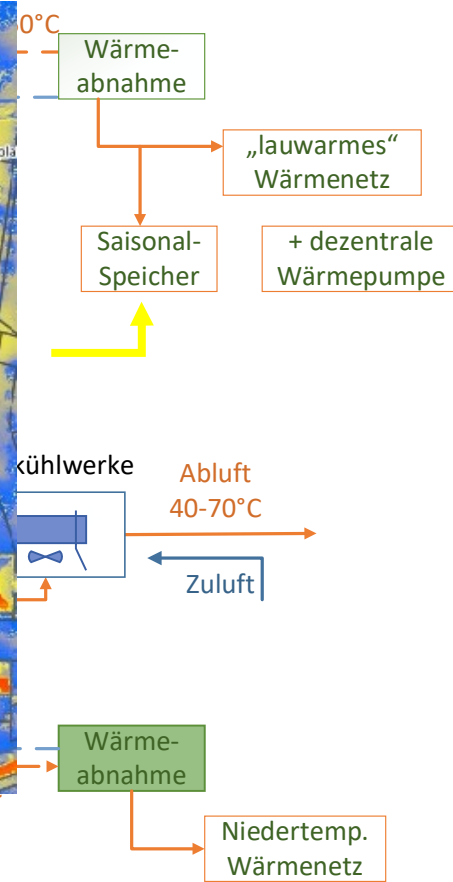 0°C
Wärme-
abnahme
„lauwarmes“
Wärmenetz
Saisonal-
Speicher
+ dezentrale
Wärmepumpe
kühlwerke
Abluft
40-70°C
Zuluft
Wärme-
abnahme
Niedertemp.
Wärmenetz